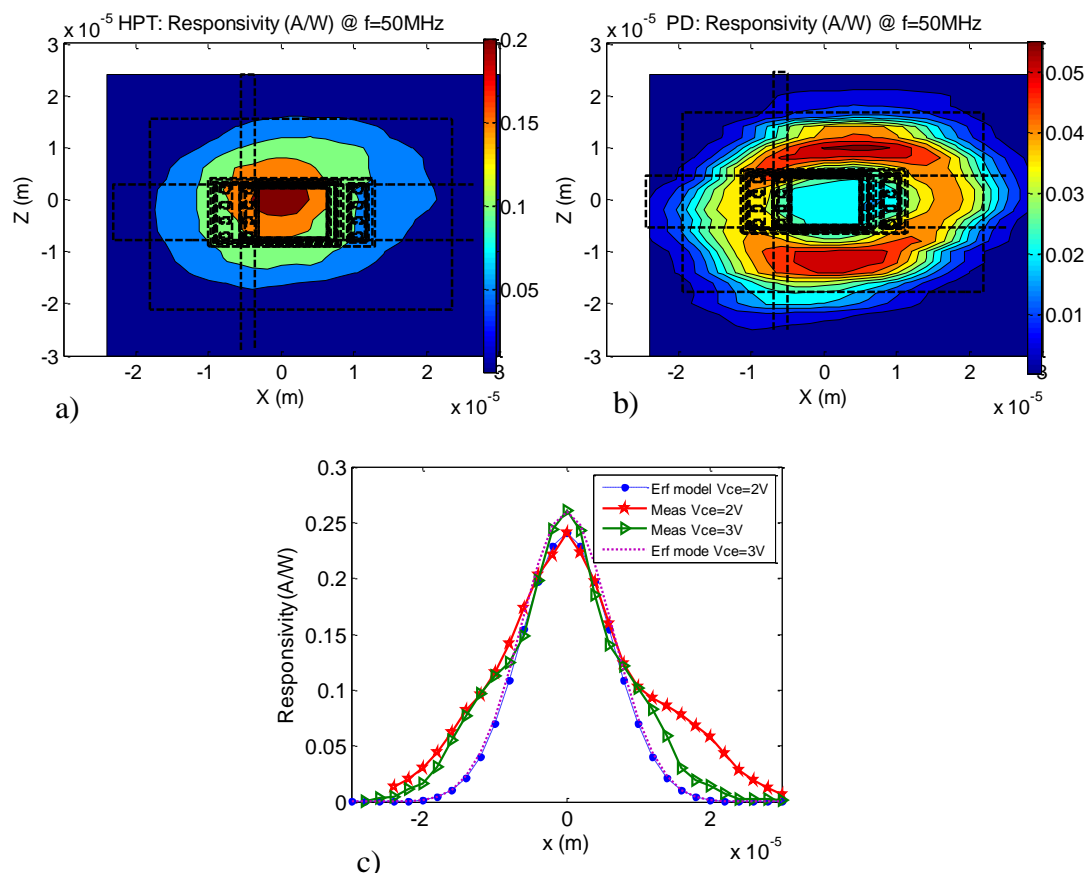 x 10 -5 HPT: Responsivity (A/W) @ f=50MHz
3
2
1
0
-1
-2
-3
Z (m)
-2 -1 0 1 2 3
X (m)
x 10 -5
0.2
0.15
0.1
0.05
a)
x 10 -5 PD: Responsivity (A/W) @ f=50MHz
3
2
1
0
-1
-2
-3
Z (m)
-2 -1 0 1 2 3
X (m)
x 10 -5
0.05
0.04
0.03
0.02
0.01
b)
0.3
0.25
0.2
0.15
0.1
0.05
0
Responsivity (A/W)
Erf model Vce=2V
Meas Vce=2V
Meas Vce=3V
Erf mode Vce=3V
-2 0 2
x (m)
x 10 -5
c)